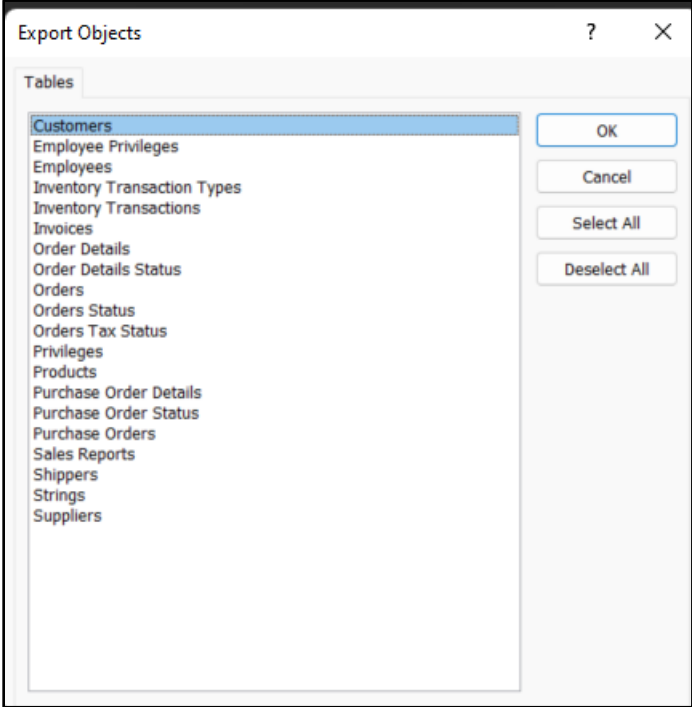 Export Objects
?
Tables
Customers
Employee Privileges
Employees
Inventory Transaction Types
Inventory Transactions
Invoices
Order Details
Order Details Status
Orders
Orders Status
Orders Tax Status
Privileges
Products
Purchase Order Details
Purchase Order Status
Purchase Orders
Sales Reports
Shippers
Strings
Suppliers
OK
Cancel
Select All
Deselect All